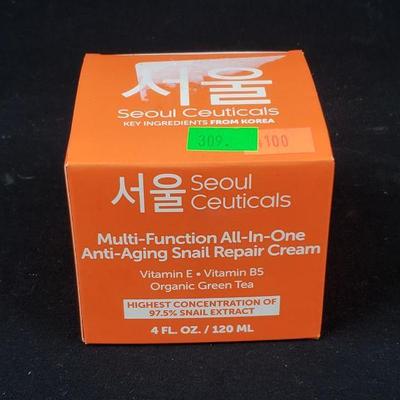 서울
Seoul Ceuticals
KEY INGREDIENTS FROM KOREA
309.
100
서울 Seoul
Ceuticals
Multi-Function All-In-One
Anti-Aging Snail Repair Cream
Vitamin E • Vitamin B5
Organic Green Tea
HIGHEST CONCENTRATION OF
97.5% SNAIL EXTRACT
4 FL. OZ. / 120 ML